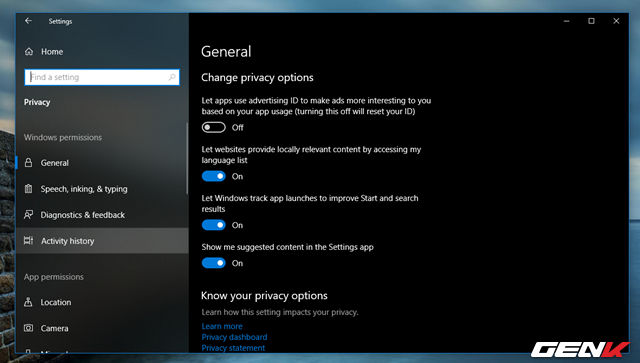 Settings
Home
Find a setting
Privacy
Windows permissions
General
Speech, inking, & typing
Diagnostics & feedback
Activity history
App permissions
Location
Camera
General
Change privacy options
Let apps use advertising ID to make ads more interesting to you
based on your app usage (turning this off will reset your ID)
Off
Let websites provide locally relevant content by accessing my
language list
On
Let Windows track app launches to improve Start and search
results
On
Show me suggested content in the Settings app
On
Know your privacy options
Learn how this setting impacts your privacy.
Learn more
Privacy dashboard
Privacy statement
GENK